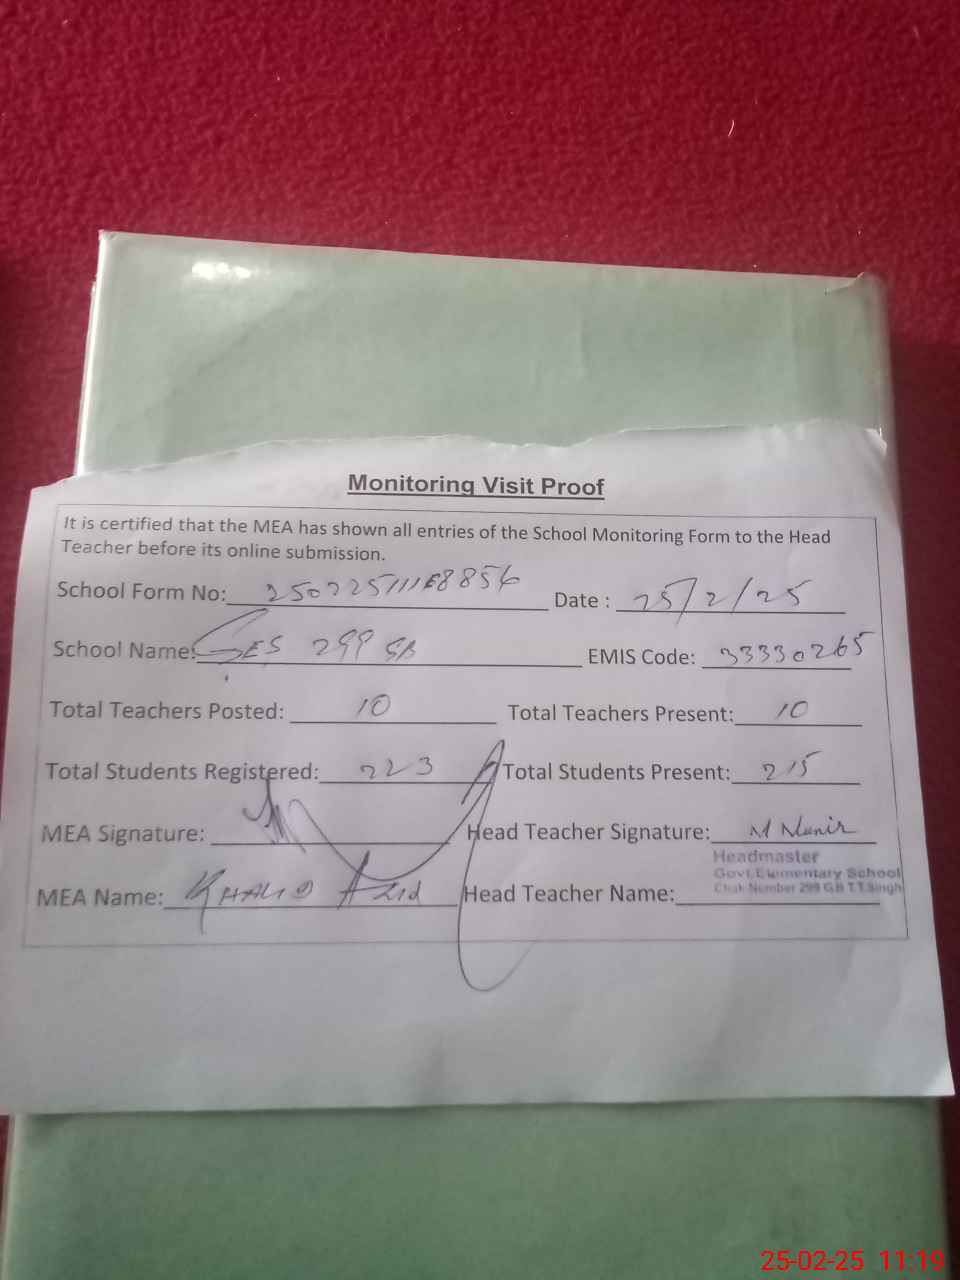 Monitoring Visit Proof
It is certified that the MEA has shown all entries of the School Monitoring Form to the Head
Teacher before its online submission.
School Form No: Date : 25/2/25
School Name: GES 299 EMIS Code: 33330265
Total Teachers Posted: 10 Total Teachers Present: 10
Total Students Registered: 223 Total Students Present: 215
MEA Signature: Head Teacher Signature: M Munir
Headmaster
Govt.Elementary School
Chak Number 299 G.B T.T.Singh
MEA Name: KHALID Head Teacher Name:
25-02-25 11:19